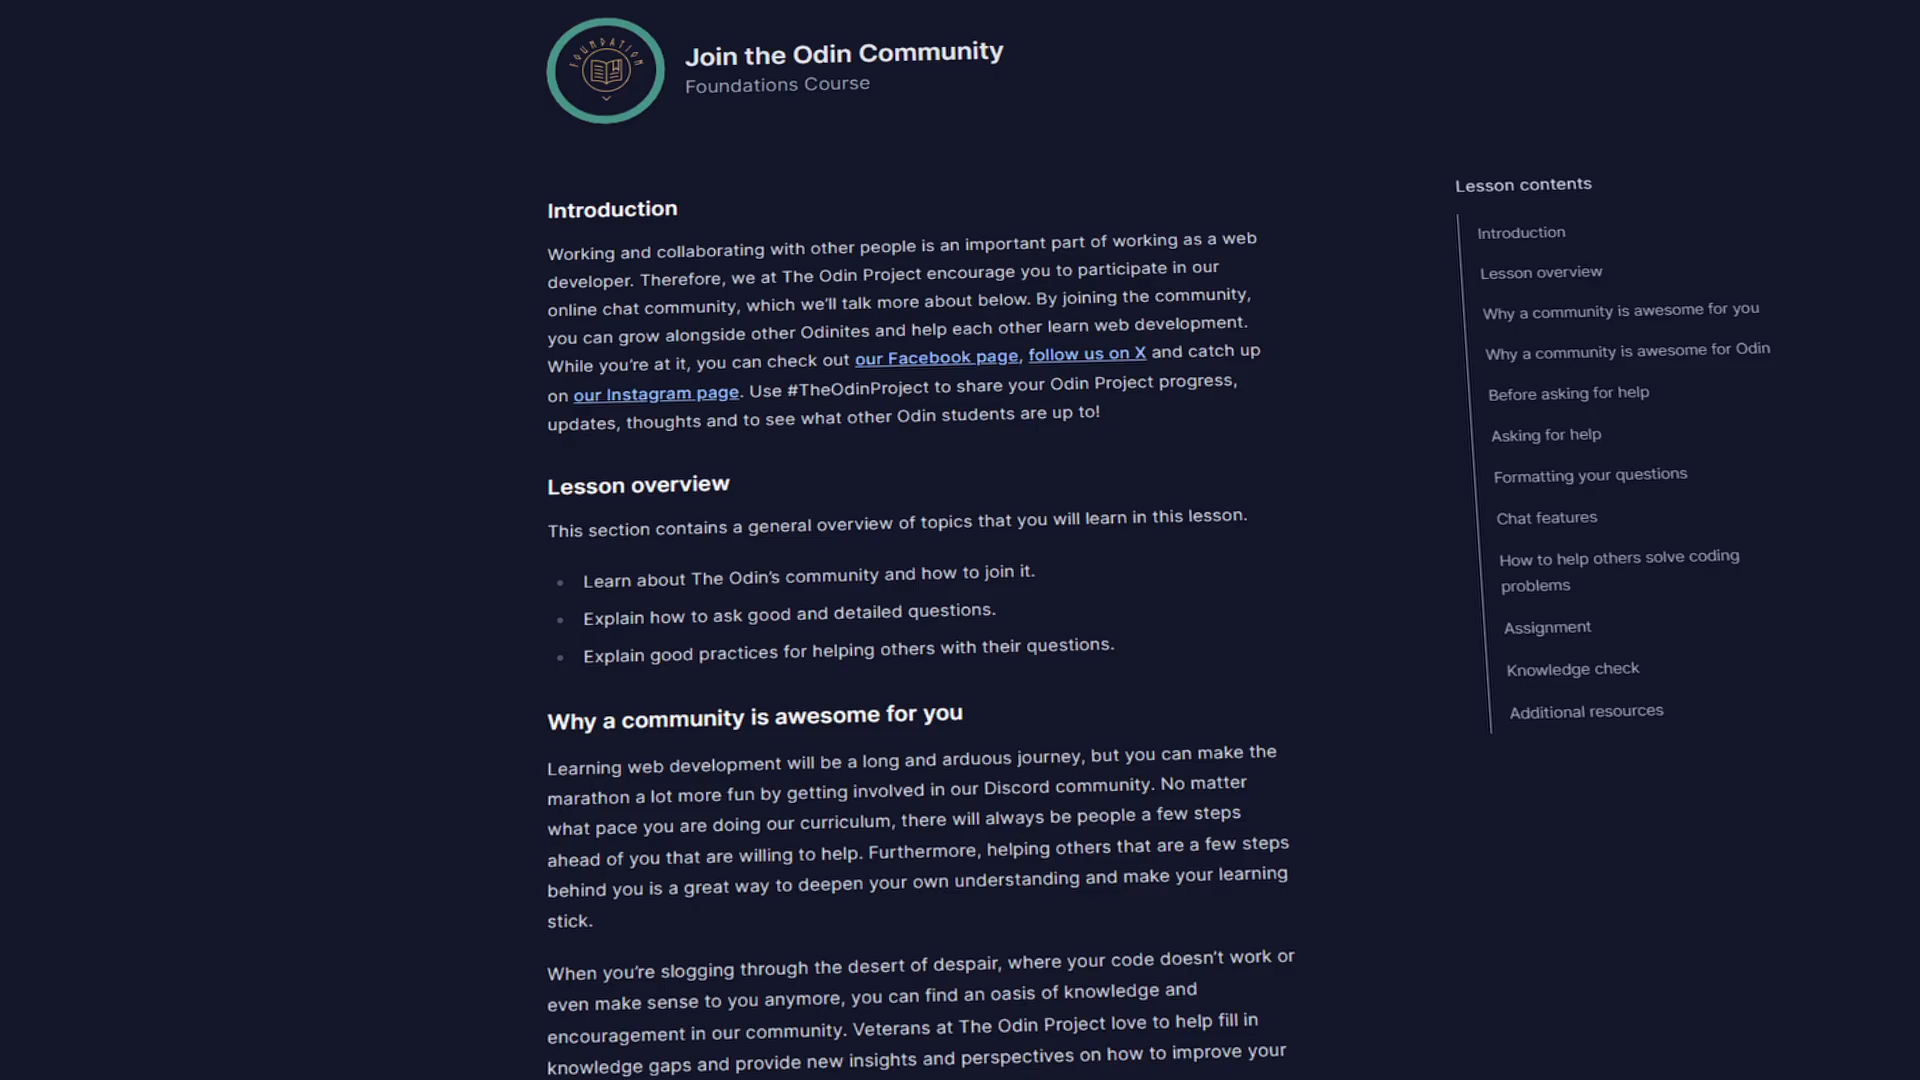 FOUNDATION
Join the Odin Community
Foundations Course
Introduction
Working and collaborating with other people is an important part of working as a web
developer. Therefore, we at The Odin Project encourage you to participate in our
online chat community, which we’ll talk more about below. By joining the community,
you can grow alongside other Odinites and help each other learn web development.
While you’re at it, you can check out our Facebook page, follow us on X and catch up
on our Instagram page. Use #TheOdinProject to share your Odin Project progress,
updates, thoughts and to see what other Odin students are up to!
Lesson overview
This section contains a general overview of topics that you will learn in this lesson.
Learn about The Odin’s community and how to join it.
Explain how to ask good and detailed questions.
Explain good practices for helping others with their questions.
Why a community is awesome for you
Learning web development will be a long and arduous journey, but you can make the
marathon a lot more fun by getting involved in our Discord community. No matter
what pace you are doing our curriculum, there will always be people a few steps
ahead of you that are willing to help. Furthermore, helping others that are a few steps
behind you is a great way to deepen your own understanding and make your learning
stick.
When you’re slogging through the desert of despair, where your code doesn’t work or
even make sense to you anymore, you can find an oasis of knowledge and
encouragement in our community. Veterans at The Odin Project love to help fill in
knowledge gaps and provide new insights and perspectives on how to improve your
Lesson contents
Introduction
Lesson overview
Why a community is awesome for you
Why a community is awesome for Odin
Before asking for help
Asking for help
Formatting your questions
Chat features
How to help others solve coding
problems
Assignment
Knowledge check
Additional resources